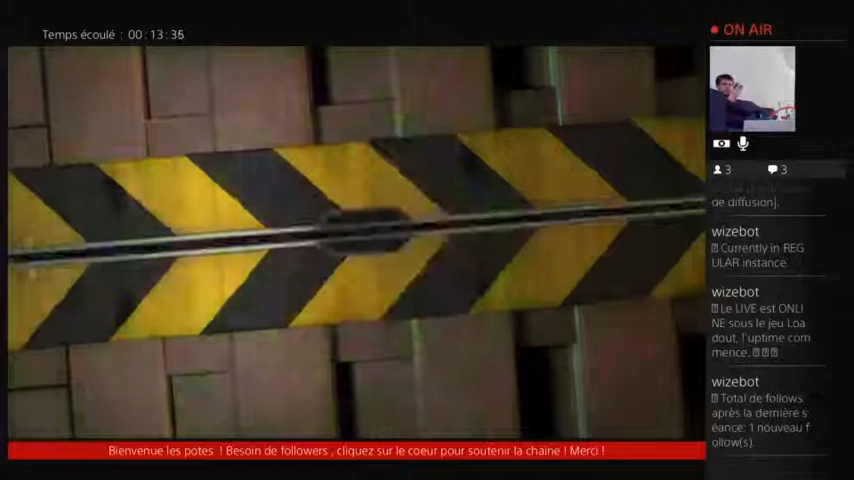 Temps écoulé : 00:13:35
ON AIR
3 3
de diffusion].
wizebot
Currently in REG
ULAR instance.
wizebot
Le LIVE est ONLI
NE sous le jeu Loa
dout, l'uptime com
mence.
wizebot
Total de follows
après la dernière s
éance: 1 nouveau f
ollow(s).
Bienvenue les potes ! Besoin de followers , cliquez sur le coeur pour soutenir la chaine ! Merci !